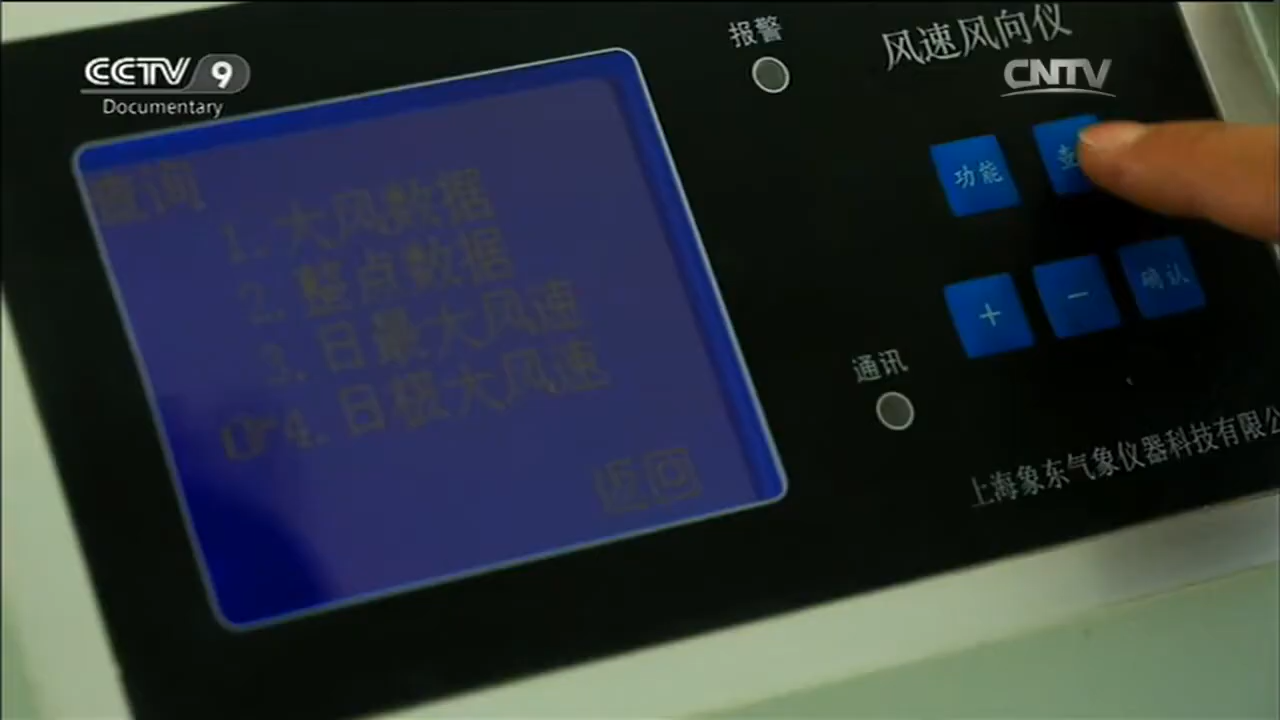 CCTV 9
Documentary
CNTV
报警
风速风向仪
查询
1.大风数据
2.整点数据
3.日最大风速
☞4.日极大风速
返回
功能
查
+
-
确认
通讯
上海象东气象仪器科技有限公